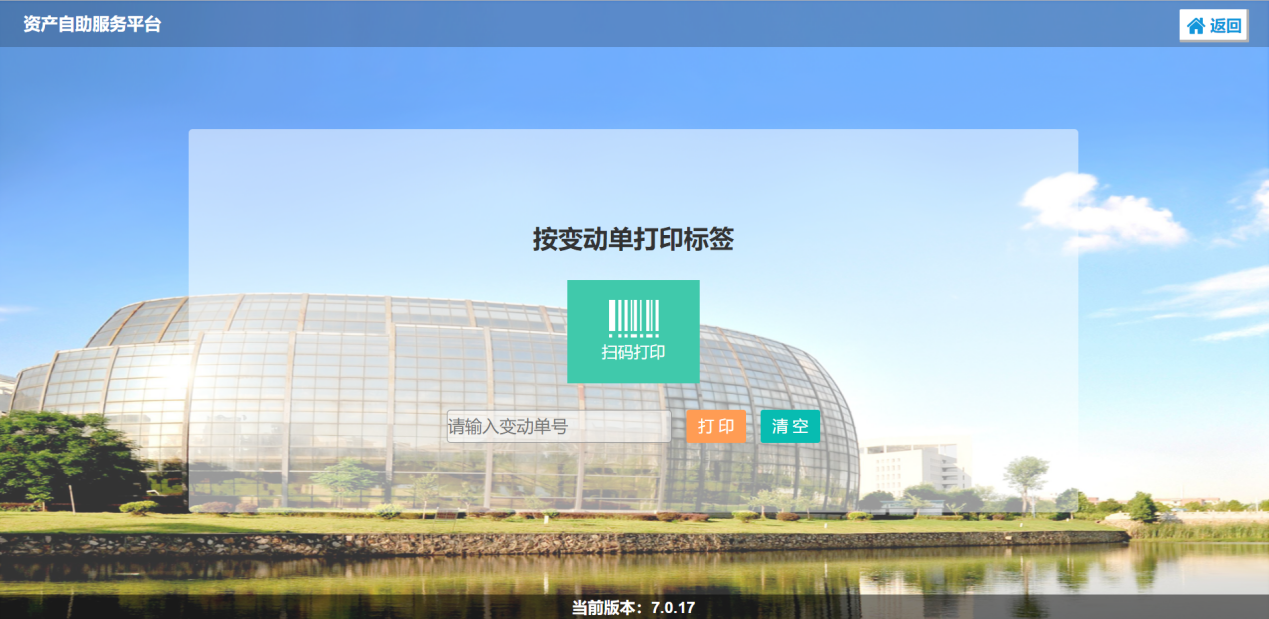 资产自助服务平台
返回
按变动单打印标签
扫码打印
请输入变动单号
打 印
清 空
当前版本：7.0.17